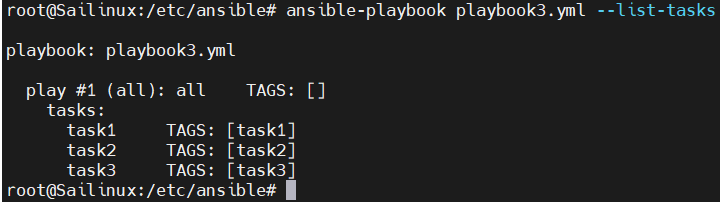 root@Sailinux:/etc/ansible# ansible-playbook playbook3.yml --list-tasks
playbook: playbook3.yml
play #1 (all): all TAGS: []
tasks:
task1 TAGS: [task1]
task2 TAGS: [task2]
task3 TAGS: [task3]
root@Sailinux:/etc/ansible#